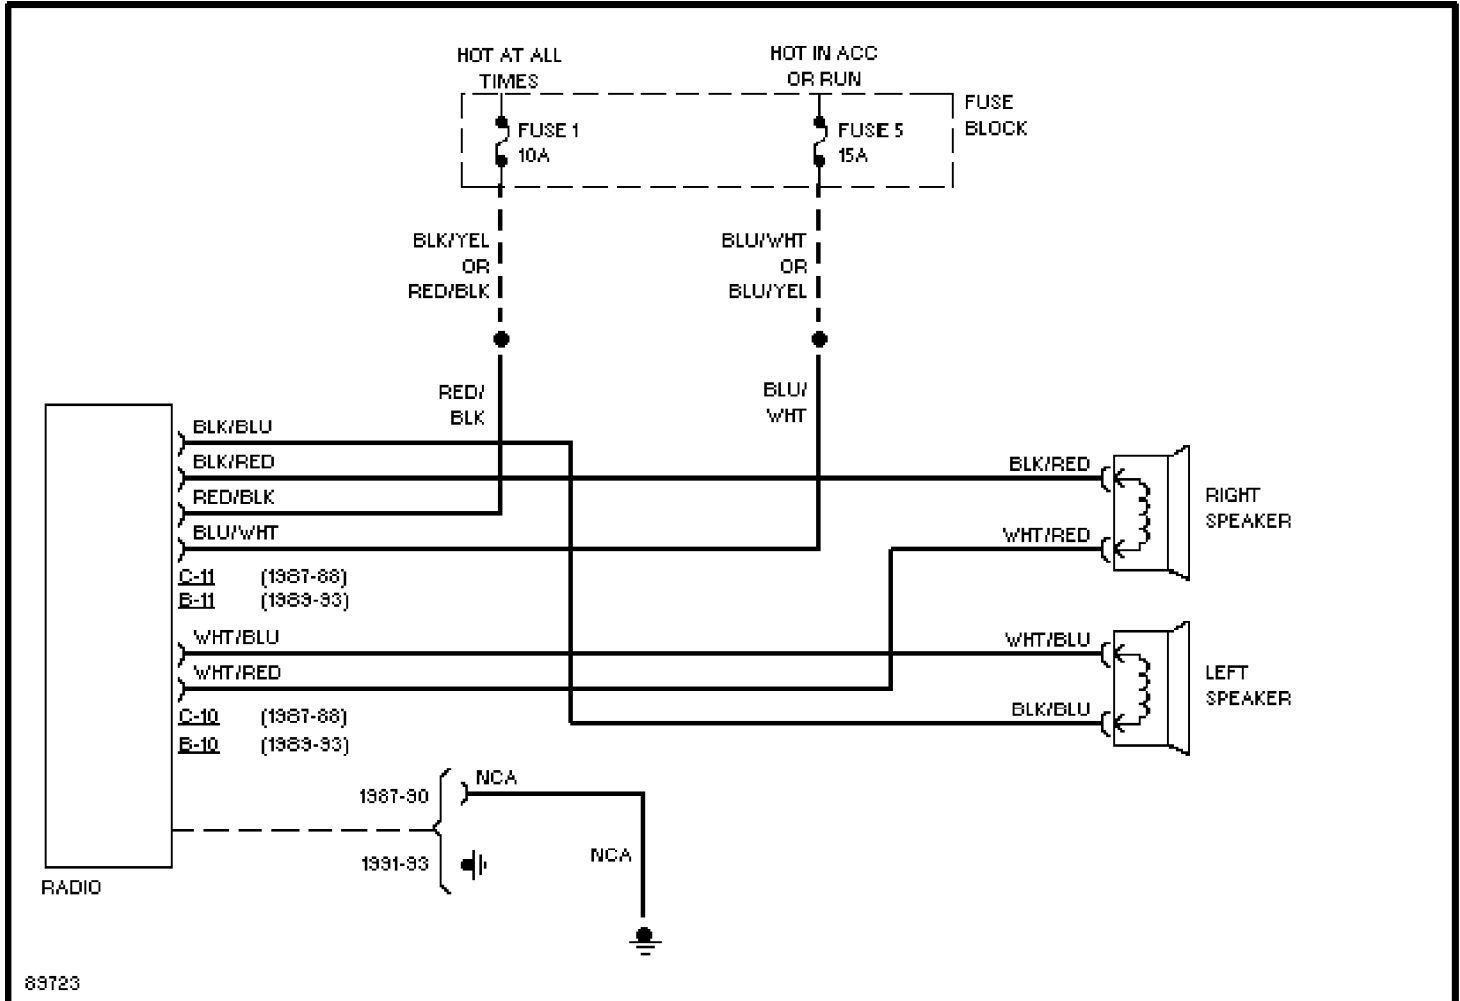 HOT AT ALL
TIMES
HOT IN ACC
OR RUN
FUSE
BLOCK
FUSE 1
10A
FUSE 5
15A
BLK/YEL
OR
RED/BLK
BLU/WHT
OR
BLU/YEL
RED/
BLK
BLU/
WHT
BLK/BLU
BLK/RED
RED/BLK
BLU/WHT
C-11 (1987-88)
B-11 (1989-93)
WHT/BLU
WHT/RED
C-10 (1987-88)
B-10 (1989-93)
BLK/RED
WHT/RED
RIGHT
SPEAKER
WHT/BLU
BLK/BLU
LEFT
SPEAKER
1987-90
NCA
1991-93
NCA
RADIO
89723